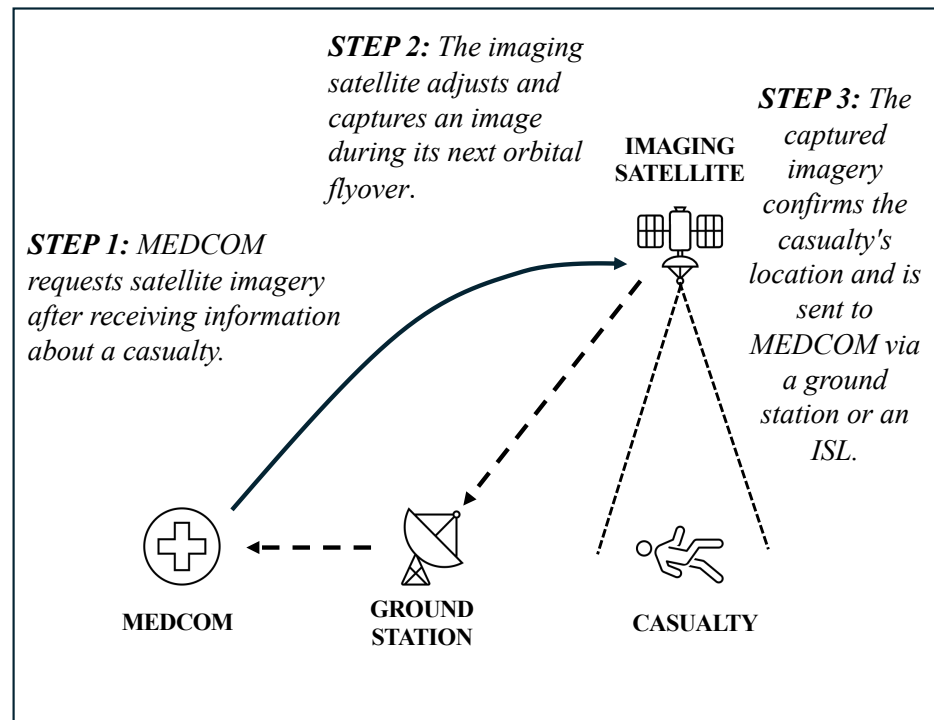 STEP 2: The imaging
satellite adjusts and
captures an image
during its next orbital
flyover.
STEP 3: The
captured
imagery
confirms the
casualty's
location and is
sent to
MEDCOM via
a ground
station or an
ISL.
IMAGING
SATELLITE
STEP 1: MEDCOM
requests satellite imagery
after receiving information
about a casualty.
MEDCOM
GROUND
STATION
CASUALTY